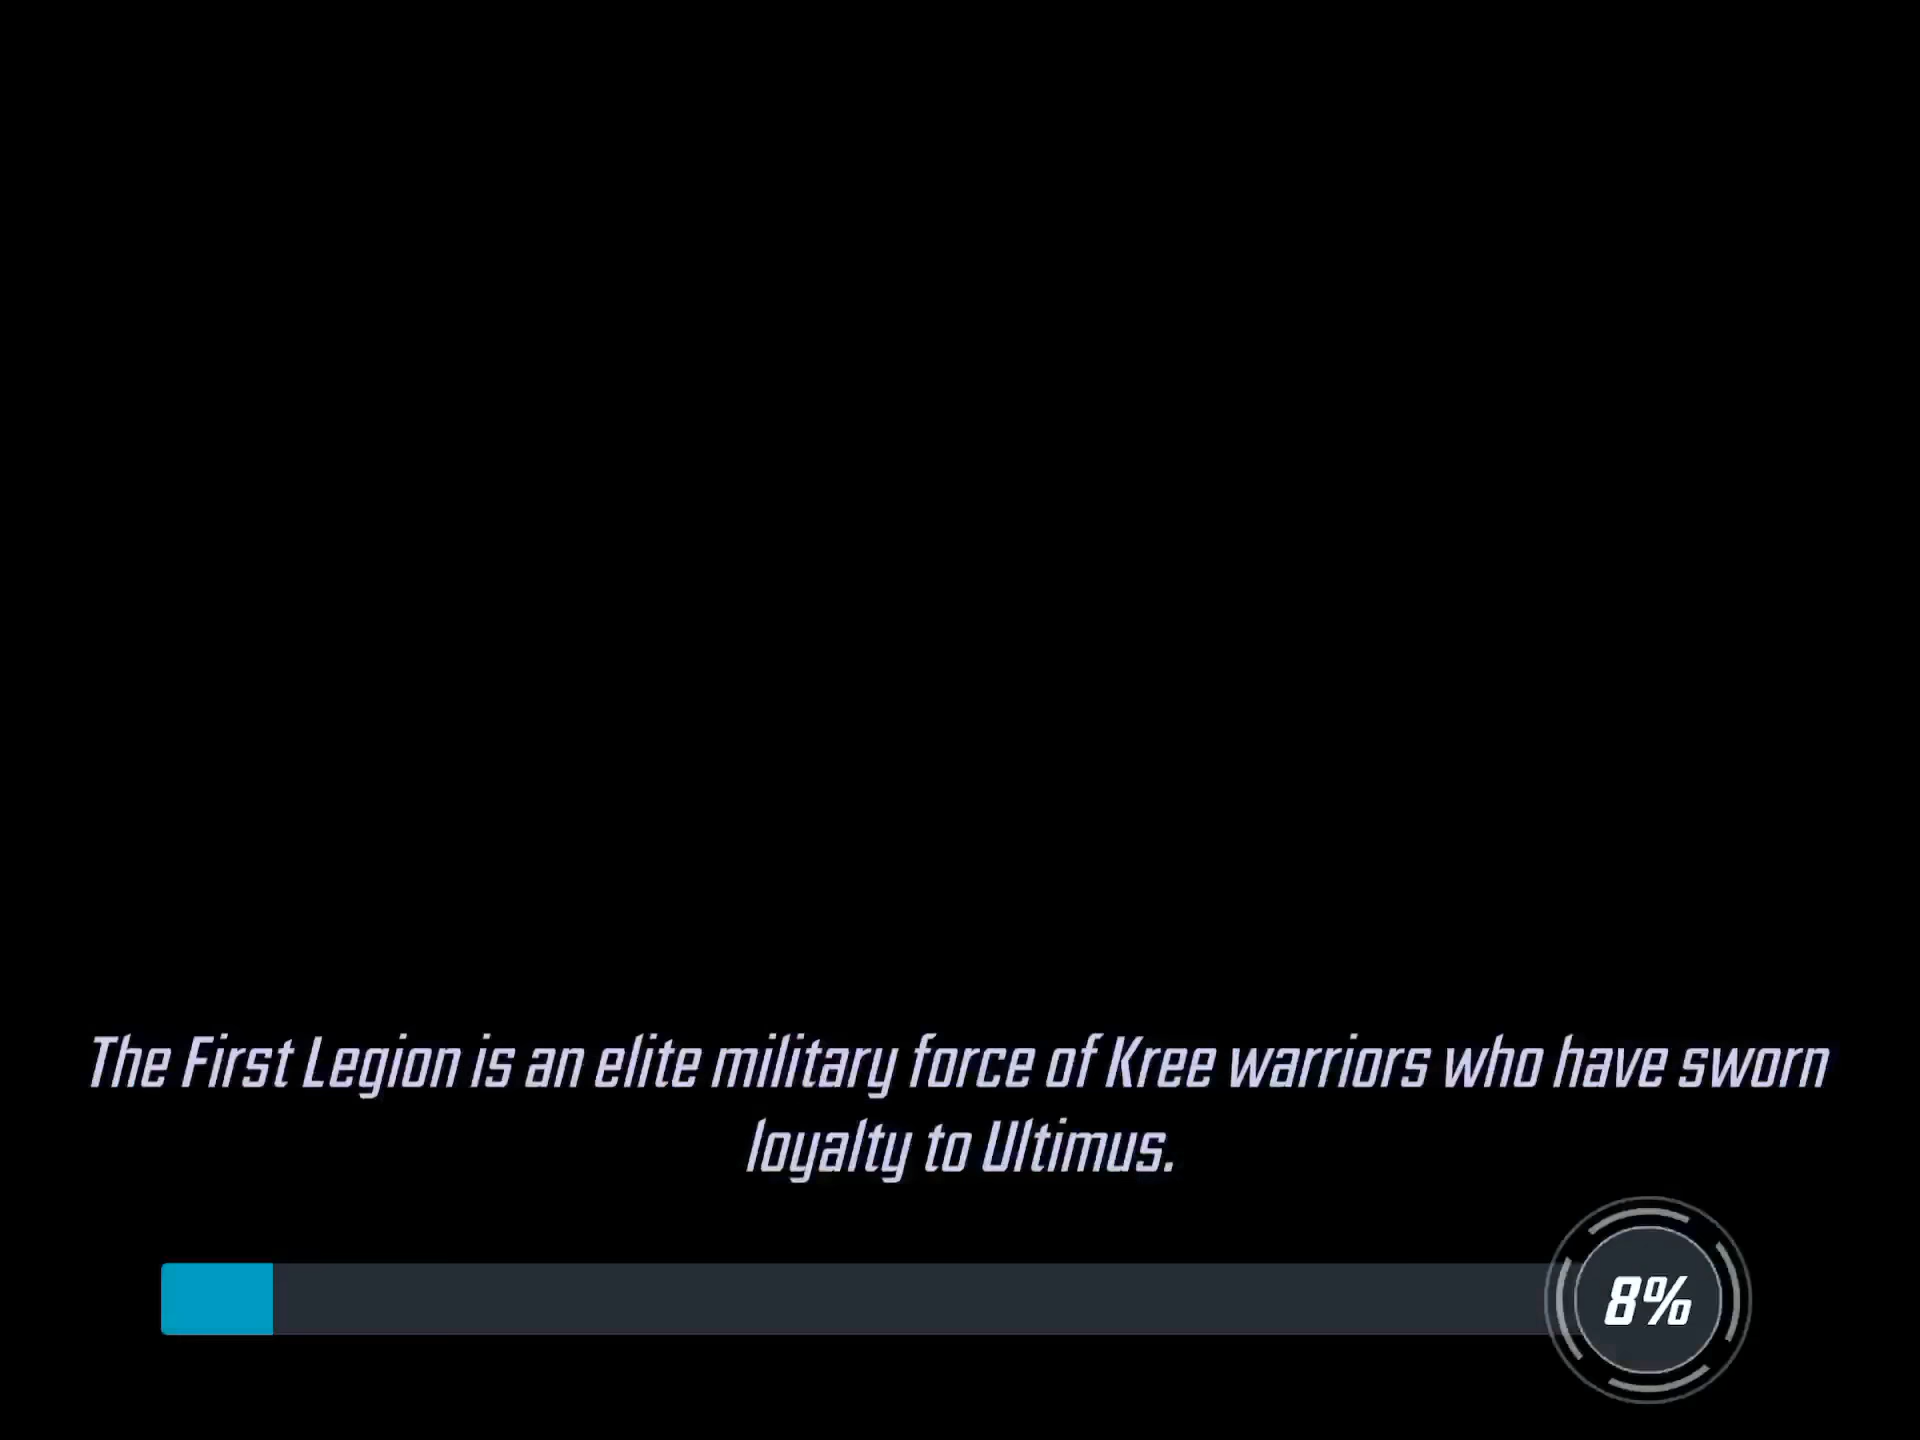 The First Legion is an elite military force of Kree warriors who have sworn
loyalty to Ultimus.
8%